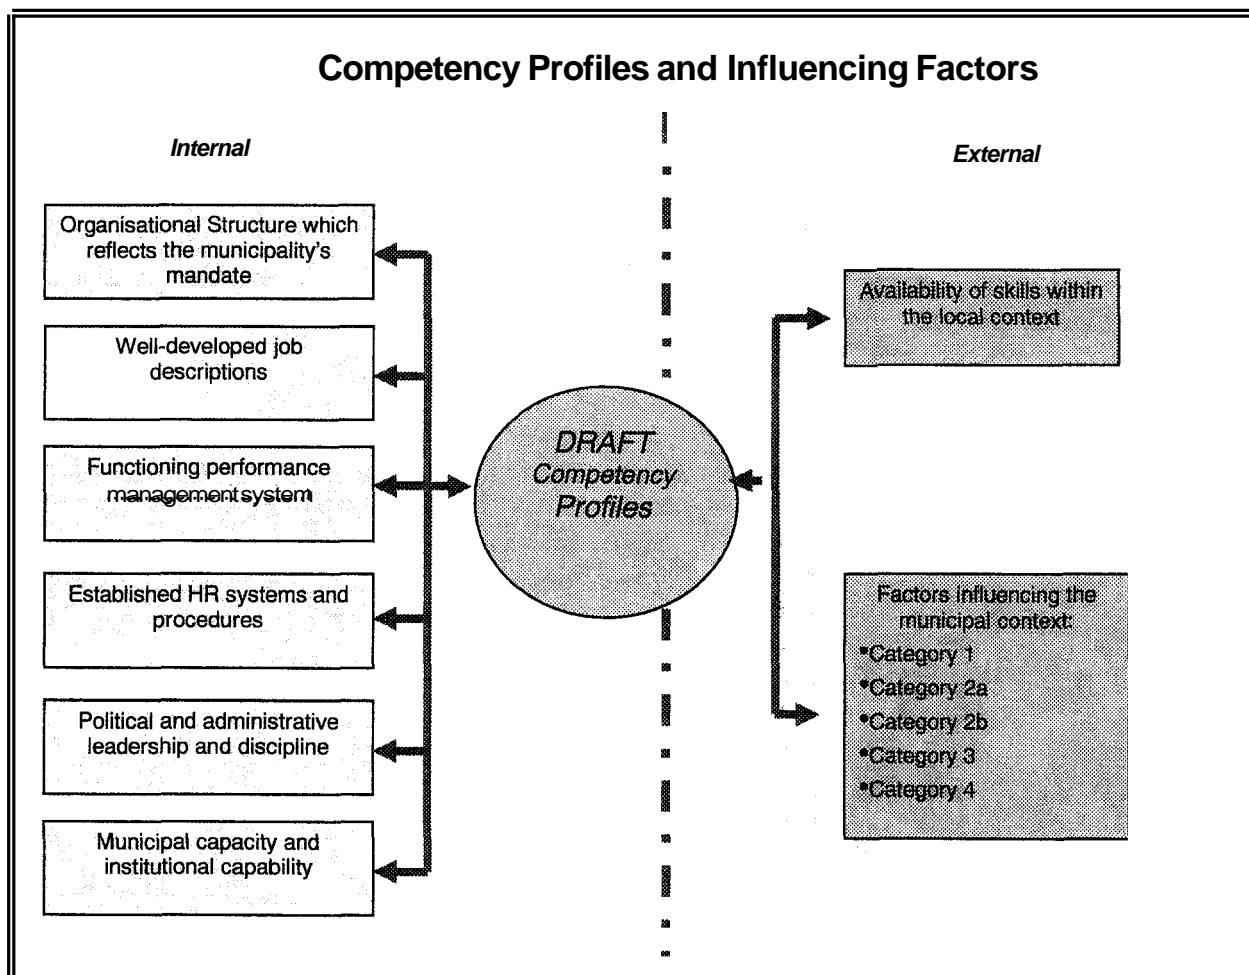 Competency Profiles and Influencing Factors
Internal
External
Organisational Structure which
reflects the municipality's
mandate
Well-developed job
descriptions
Functioning performance
management system
Established HR systems and
procedures
Political and administrative
leadership and discipline
Municipal capacity and
institutional capability
DRAFT
Competency
Profiles
Availability of skills within
the local context
Factors influencing the
municipal context:
•Category 1
•Category 2a
•Category 2b
•Category 3
•Category 4